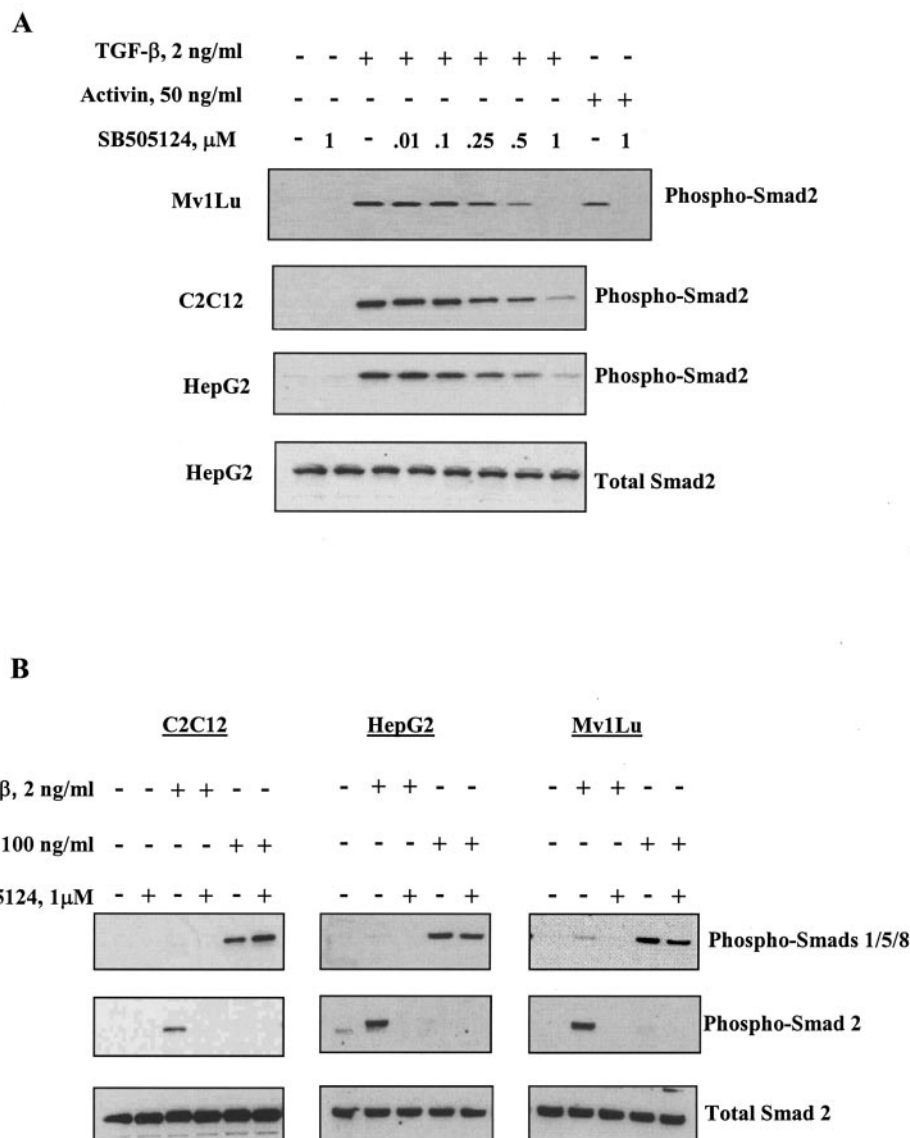 A
TGF-β, 2 ng/ml - - + + + + + + - -
Activin, 50 ng/ml - - - - - - - - + +
SB505124, μM - 1 - .01 .1 .25 .5 1 - 1
Mv1Lu Phospho-Smad2
C2C12 Phospho-Smad2
HepG2 Phospho-Smad2
HepG2 Total Smad2
B
C2C12 HepG2 Mv1Lu
β, 2 ng/ml - - + + - - - + + - - - + + - -
100 ng/ml - - - - + + - - - + + - - - + +
5124, 1μM - + - + - + - - + - + - - + - +
Phospho-Smads 1/5/8
Phospho-Smad 2
Total Smad 2